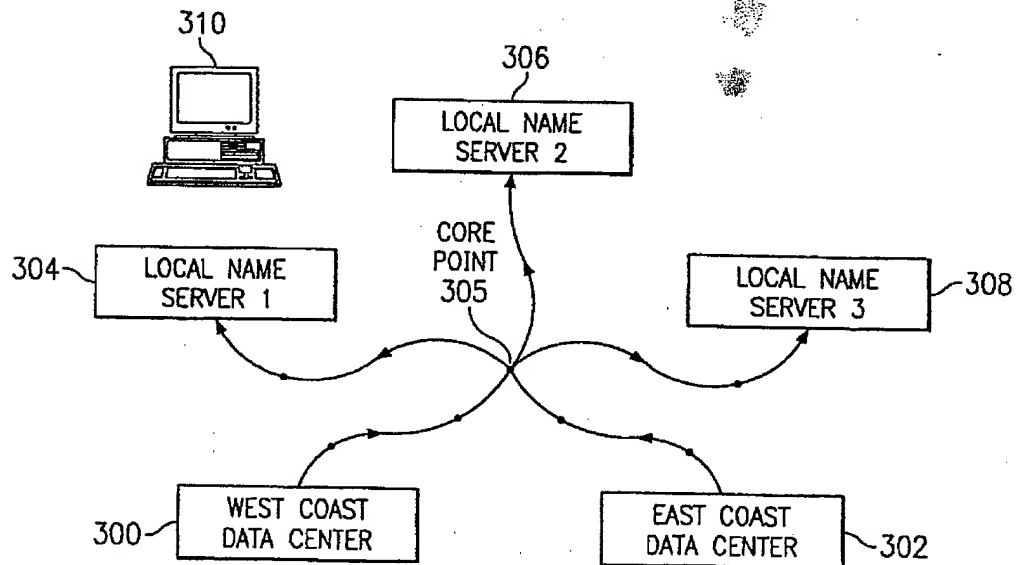 310
306
LOCAL NAME
SERVER 2
CORE
POINT
305
304
LOCAL NAME
SERVER 1
LOCAL NAME
SERVER 3
308
300
WEST COAST
DATA CENTER
EAST COAST
DATA CENTER
302